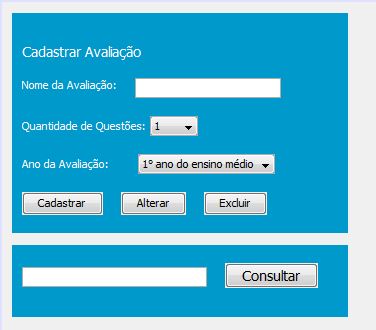 Cadastrar Avaliação
Nome da Avaliação:
Quantidade de Questões: 1
Ano da Avaliação: 1º ano do ensino médio
Cadastrar Alterar Excluir
Consultar